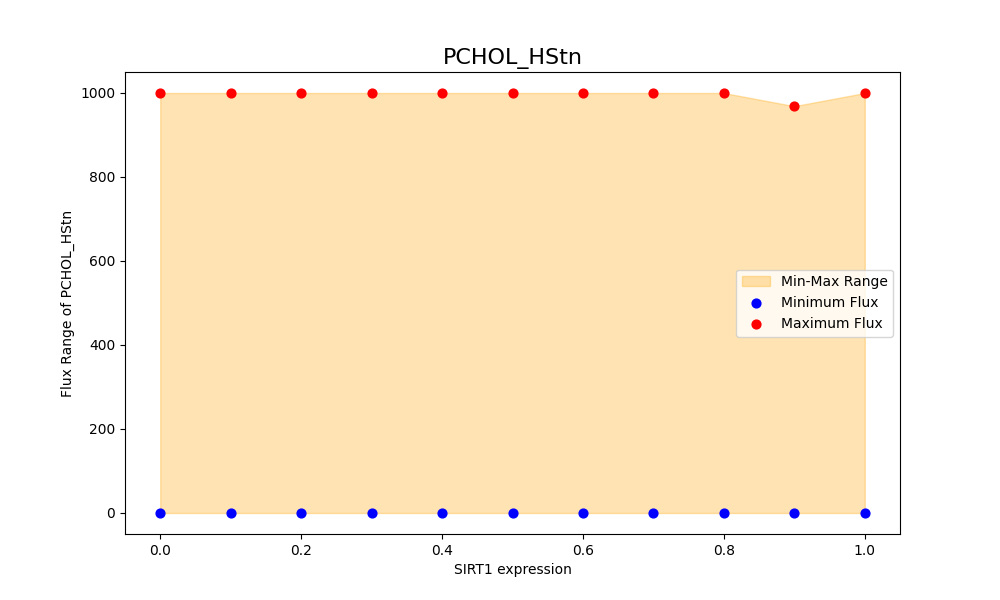 PCHOL_HStn
Flux Range of PCHOL_HStn
1000
800
600
400
200
0
Min-Max Range
Minimum Flux
Maximum Flux
0.0 0.2 0.4 0.6 0.8 1.0
SIRT1 expression